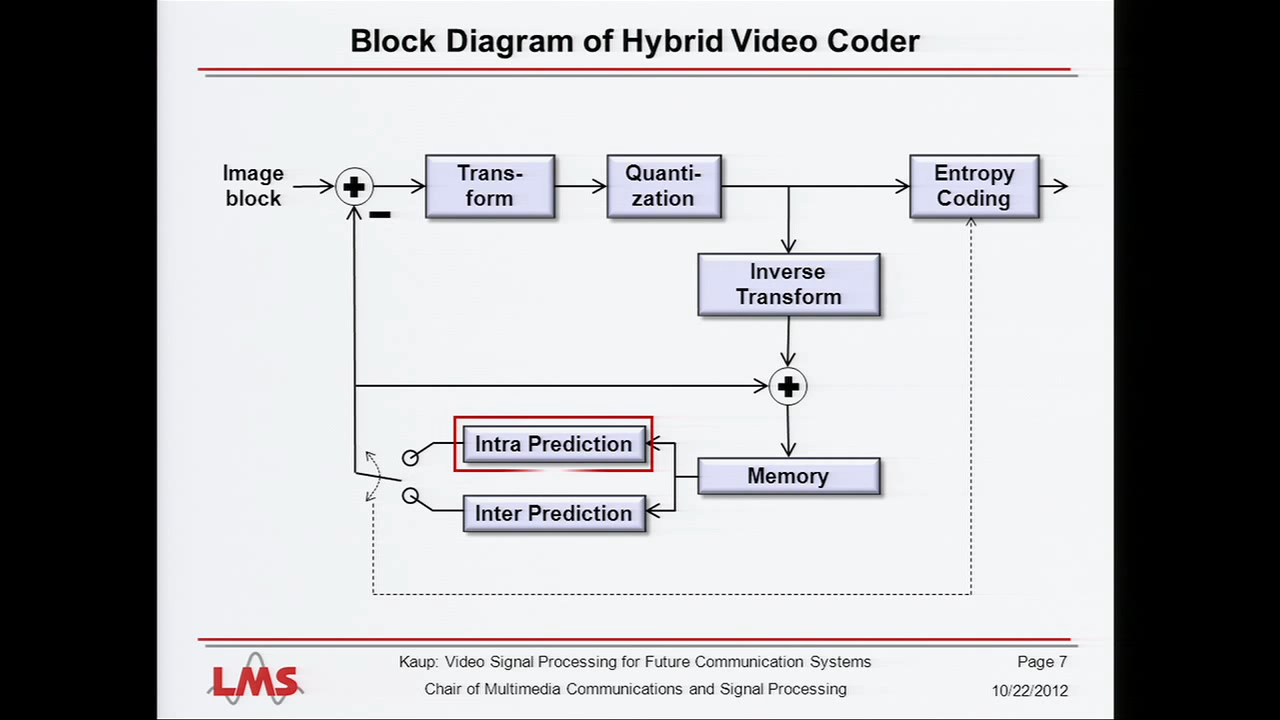 Block Diagram of Hybrid Video Coder
Image
block
Trans-
form
Quanti-
zation
Entropy
Coding
Inverse
Transform
Intra Prediction
Memory
Inter Prediction
LMS
Kaup: Video Signal Processing for Future Communication Systems
Chair of Multimedia Communications and Signal Processing
Page 7
10/22/2012